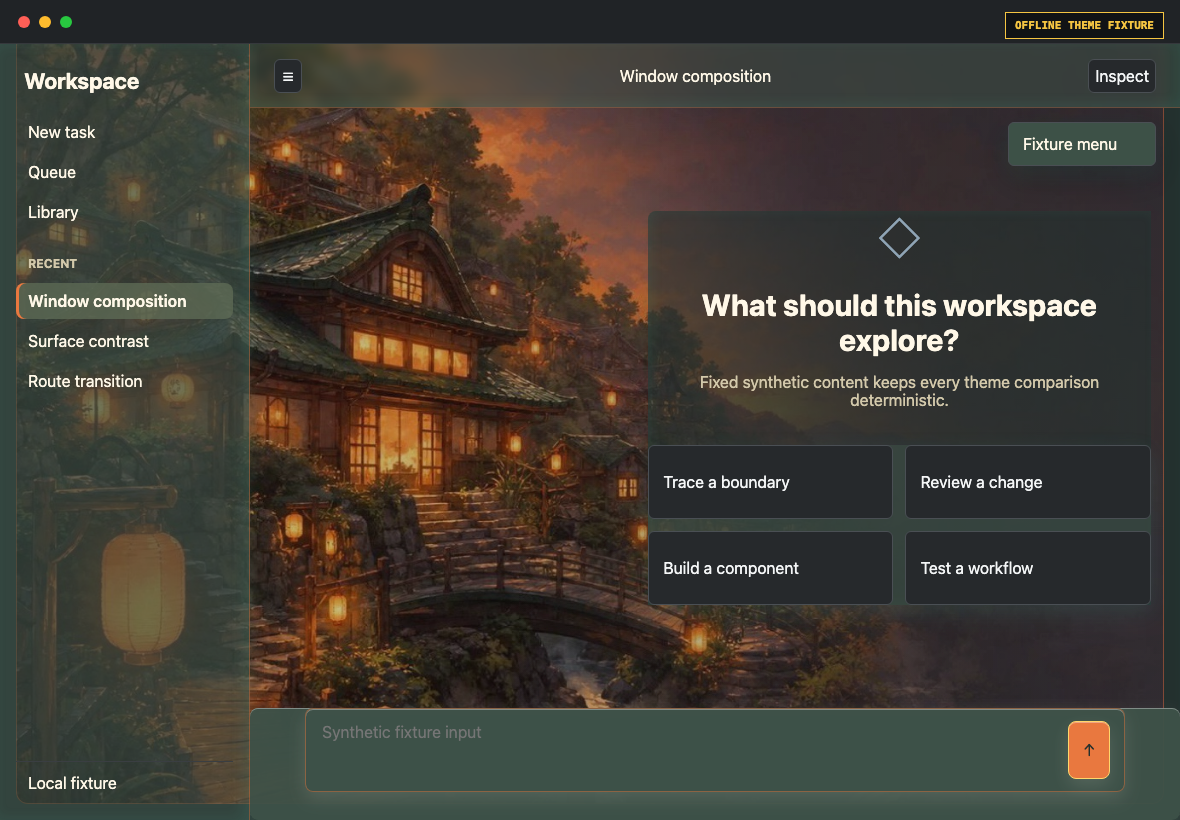 OFFLINE THEME FIXTURE
Workspace
New task
Queue
Library
RECENT
Window composition
Surface contrast
Route transition
Local fixture
Window composition
Inspect
Fixture menu
What should this workspace
explore?
Fixed synthetic content keeps every theme comparison
deterministic.
Trace a boundary
Review a change
Build a component
Test a workflow
Synthetic fixture input